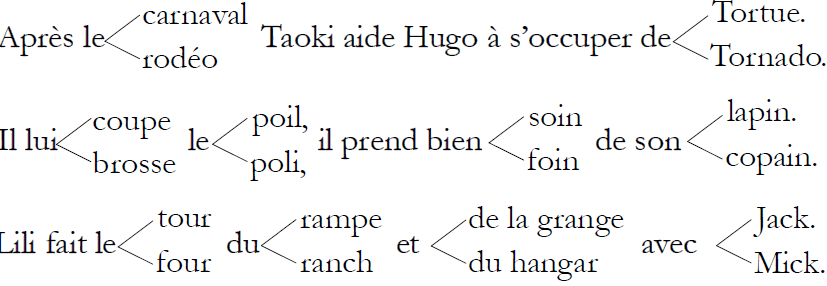 carnaval Tortue.
Après le Taoki aide Hugo à s'occuper de
rodéo Tornado.
coupe poil, soin lapin.
Il lui le il prend bien de son
brosse poli, foin copain.
tour rampe de la grange Jack.
Lili fait le du et avec
four ranch du hangar Mick.